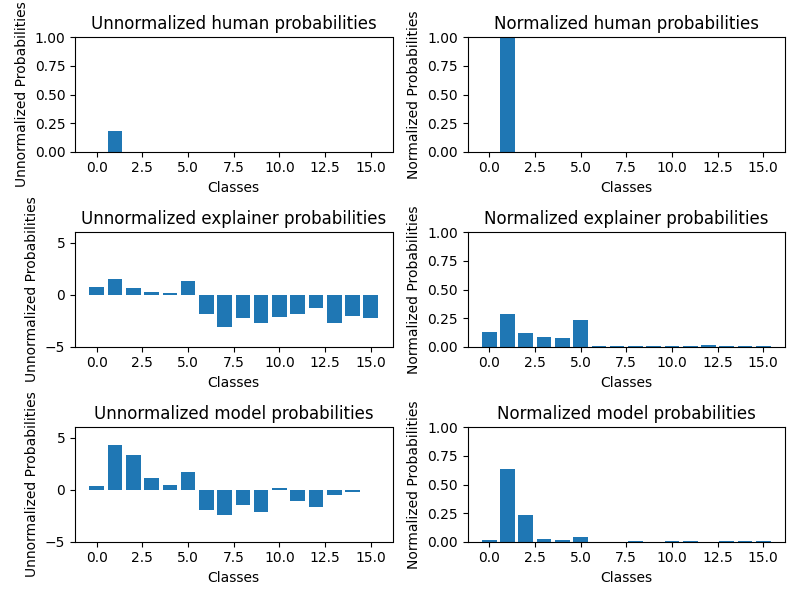 Unnormalized human probabilities
Unnormalized Probabilities
1.00
0.75
0.50
0.25
0.00
0.0 2.5 5.0 7.5 10.0 12.5 15.0
Classes
Normalized human probabilities
Normalized Probabilities
1.00
0.75
0.50
0.25
0.00
0.0 2.5 5.0 7.5 10.0 12.5 15.0
Classes
Unnormalized explainer probabilities
Unnormalized Probabilities
5
0
−5
0.0 2.5 5.0 7.5 10.0 12.5 15.0
Classes
Normalized explainer probabilities
Normalized Probabilities
1.00
0.75
0.50
0.25
0.00
0.0 2.5 5.0 7.5 10.0 12.5 15.0
Classes
Unnormalized model probabilities
Unnormalized Probabilities
5
0
−5
0.0 2.5 5.0 7.5 10.0 12.5 15.0
Classes
Normalized model probabilities
Normalized Probabilities
1.00
0.75
0.50
0.25
0.00
0.0 2.5 5.0 7.5 10.0 12.5 15.0
Classes